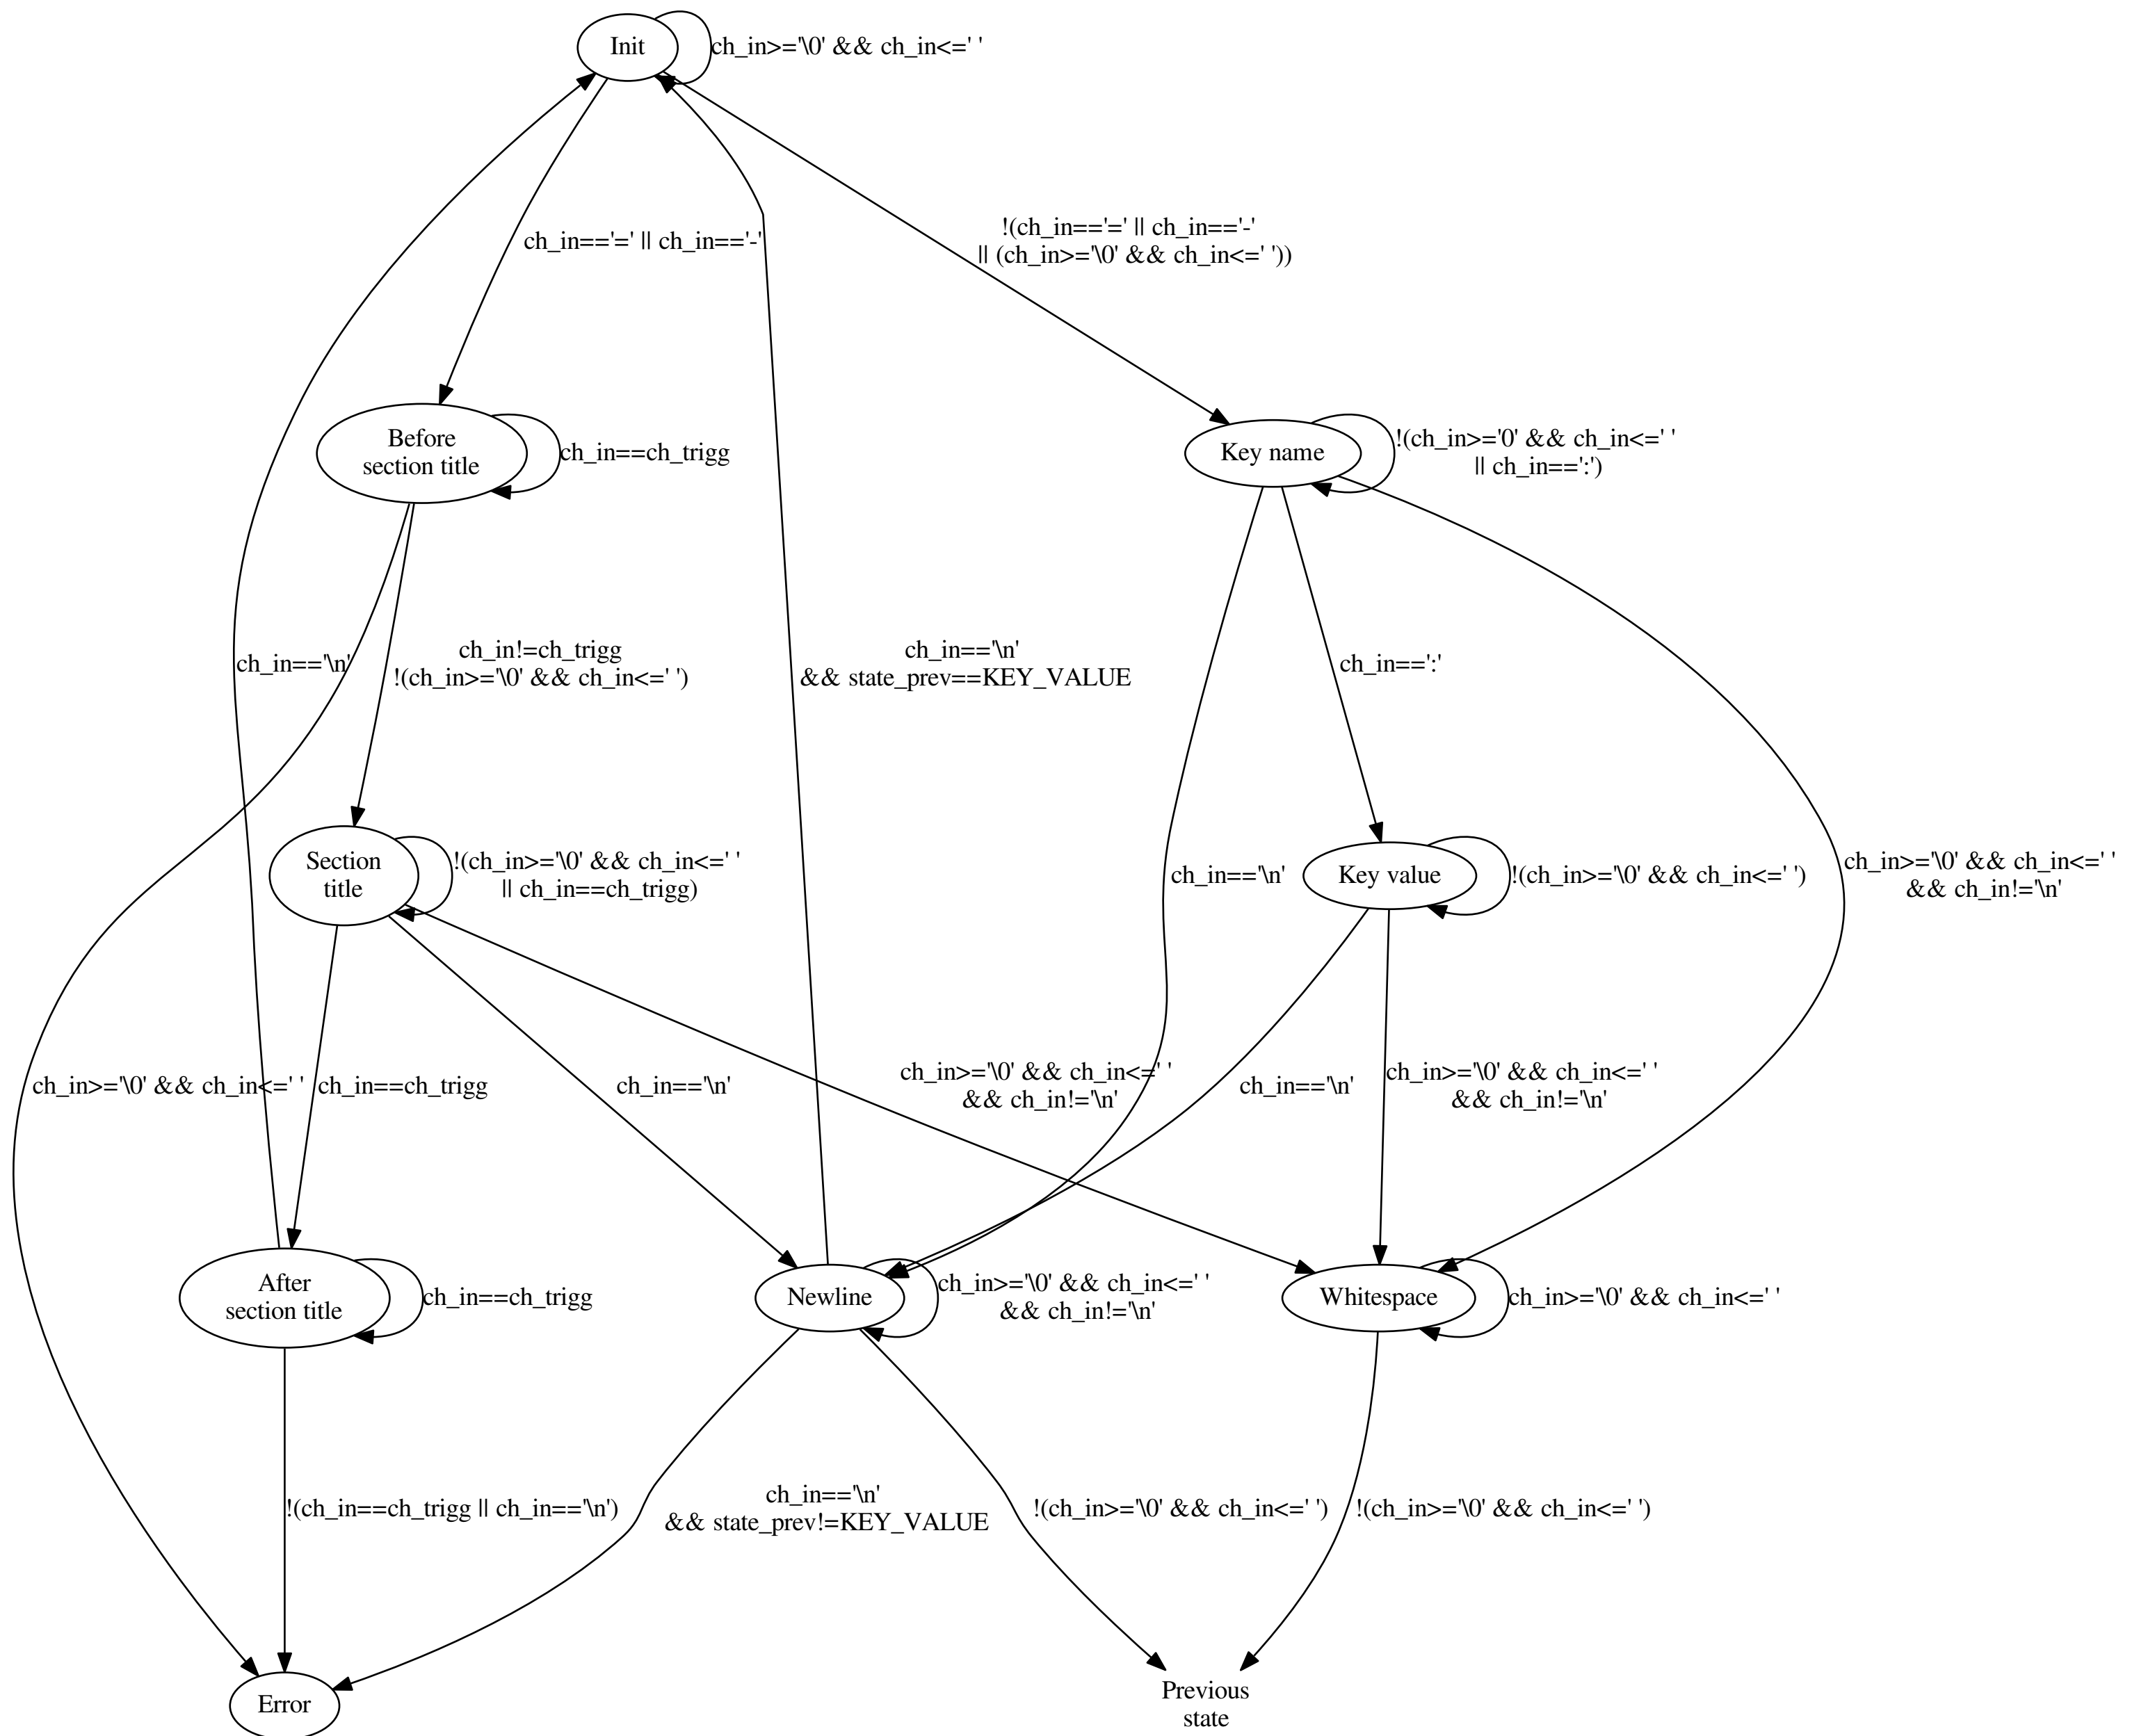 Init
ch_in>='\0' && ch_in<=' '
ch_in=='=' || ch_in=='-'
!(ch_in=='=' || ch_in=='-'
|| (ch_in>='\0' && ch_in<=' '))
Before
section title
ch_in==ch_trigg
Key name
!(ch_in>='0' && ch_in<=' '
|| ch_in==':')
ch_in=='\n'
ch_in!=ch_trigg
!(ch_in>='\0' && ch_in<=' ')
ch_in=='\n'
&& state_prev==KEY_VALUE
ch_in==':'
Section
title
!(ch_in>='\0' && ch_in<=' '
|| ch_in==ch_trigg)
ch_in=='\n'
Key value
!(ch_in>='\0' && ch_in<=' ')
ch_in>='\0' && ch_in<=' '
&& ch_in!='\n'
ch_in>='\0' && ch_in<=' '
ch_in==ch_trigg
ch_in=='\n'
ch_in>='\0' && ch_in<=' '
&& ch_in!='\n'
ch_in=='\n'
ch_in>='\0' && ch_in<=' '
&& ch_in!='\n'
After
section title
ch_in==ch_trigg
Newline
ch_in>='\0' && ch_in<=' '
&& ch_in!='\n'
Whitespace
ch_in>='\0' && ch_in<=' '
!(ch_in==ch_trigg || ch_in=='\n')
ch_in=='\n'
&& state_prev!=KEY_VALUE
!(ch_in>='\0' && ch_in<=' ')
!(ch_in>='\0' && ch_in<=' ')
Error
Previous
state